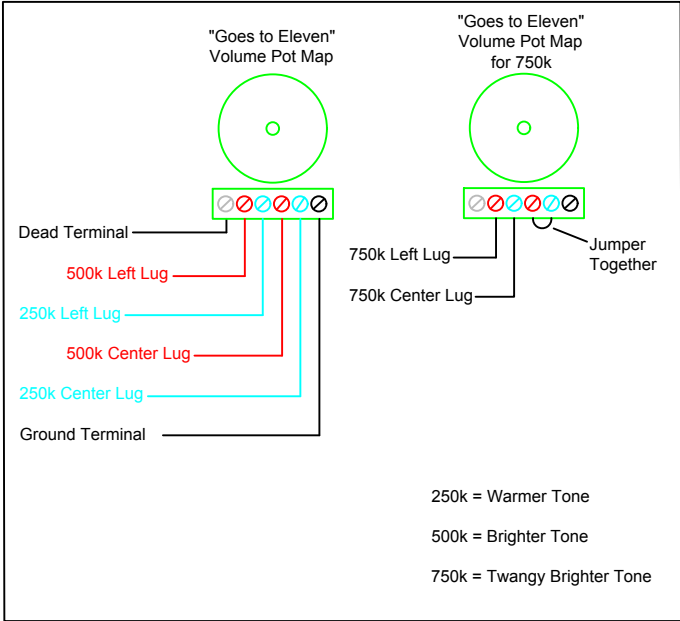 "Goes to Eleven"
Volume Pot Map
"Goes to Eleven"
Volume Pot Map
for 750k
Dead Terminal
500k Left Lug
250k Left Lug
500k Center Lug
250k Center Lug
Ground Terminal
750k Left Lug
750k Center Lug
Jumper
Together
250k = Warmer Tone
500k = Brighter Tone
750k = Twangy Brighter Tone